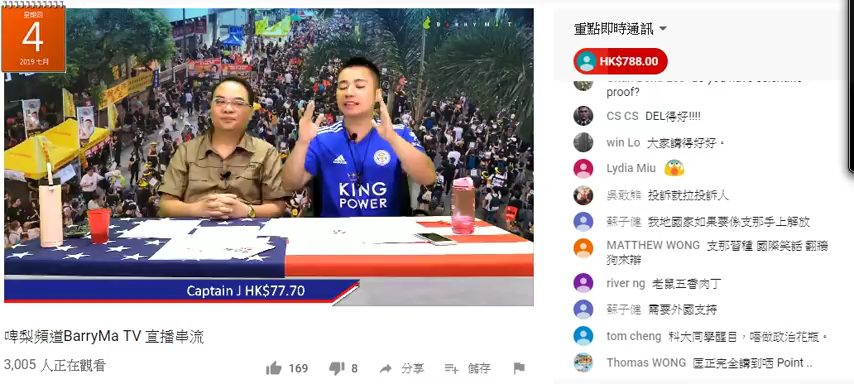 星期四
4
2019 七月
BARRYMA TV
KING
POWER
Captain J HK$77.70
啤梨頻道BarryMa TV 直播串流
3,005 人正在觀看
169
8
分享
儲存
重點即時通訊
HK$788.00
proof?
CS CS DEL得好!!!!
win Lo 大家講得好好。
Lydia Miu
吳致熊 投訴就拉投訴人
蘇子健 我地國家如果要係支那手上解放
MATTHEW WONG 支那習種 國際笑話 翻牆
狗來辦
river ng 老鼠五香肉丁
蘇子健 需要外國支持
tom cheng 科大同學醒目，唔做政治花瓶。
Thomas WONG 匡正完全講到哂 Point ..